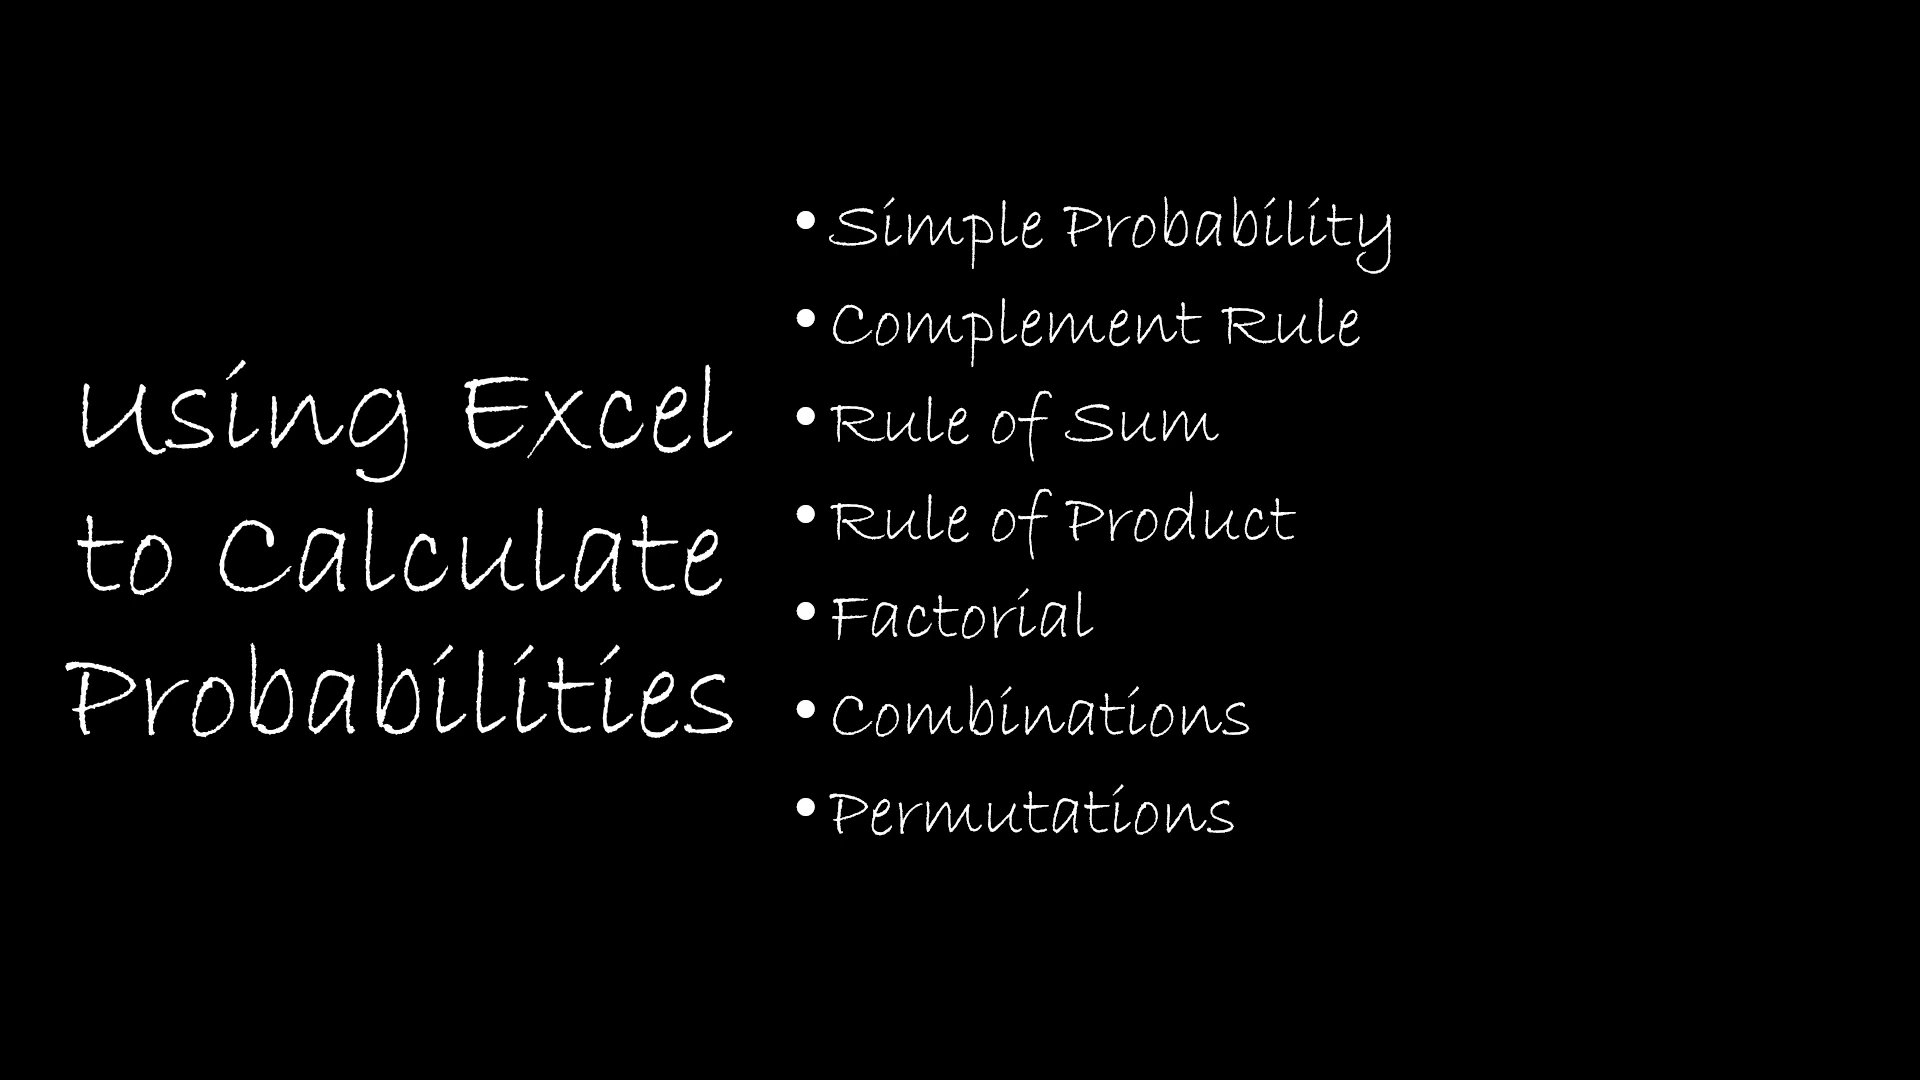 Using Excel
to Calculate
Probabilities
• Simple Probability
• Complement Rule
• Rule of Sum
• Rule of Product
• Factorial
• Combinations
• Permutations